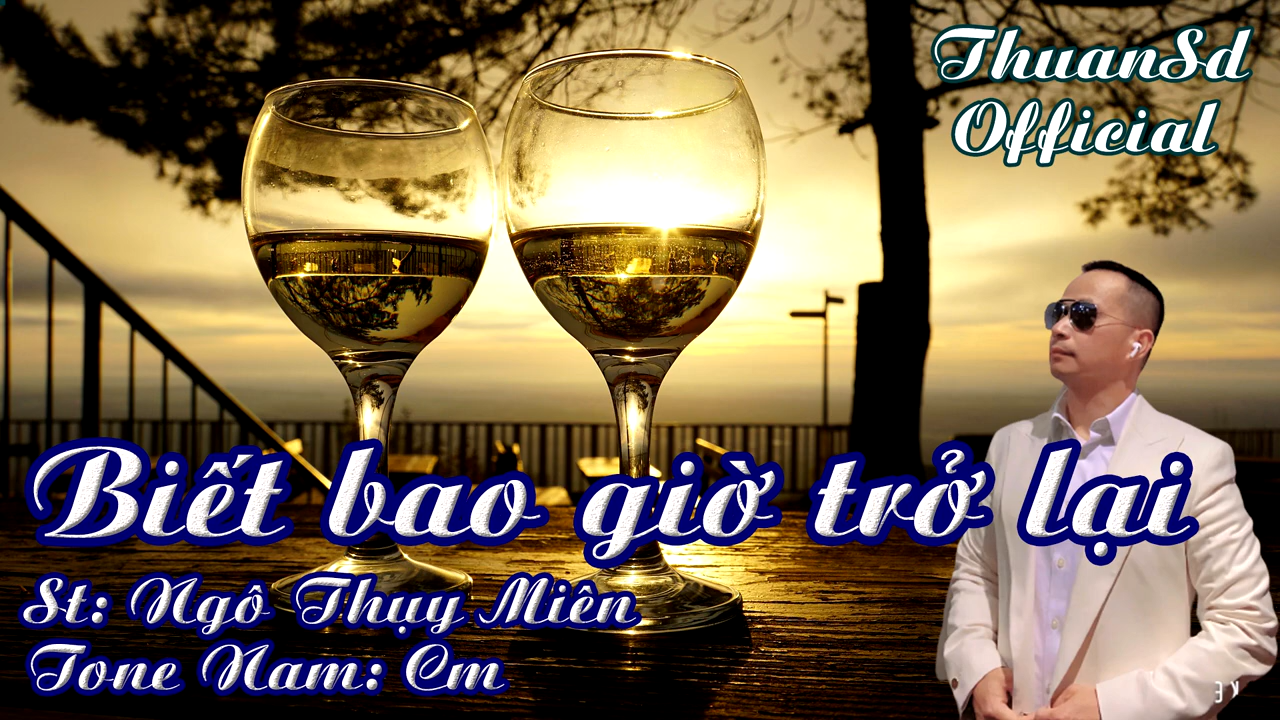 ThuanSd
Official
Biết bao giờ trở lại
St: Ngô Thụy Miên
Tone Nam: Cm